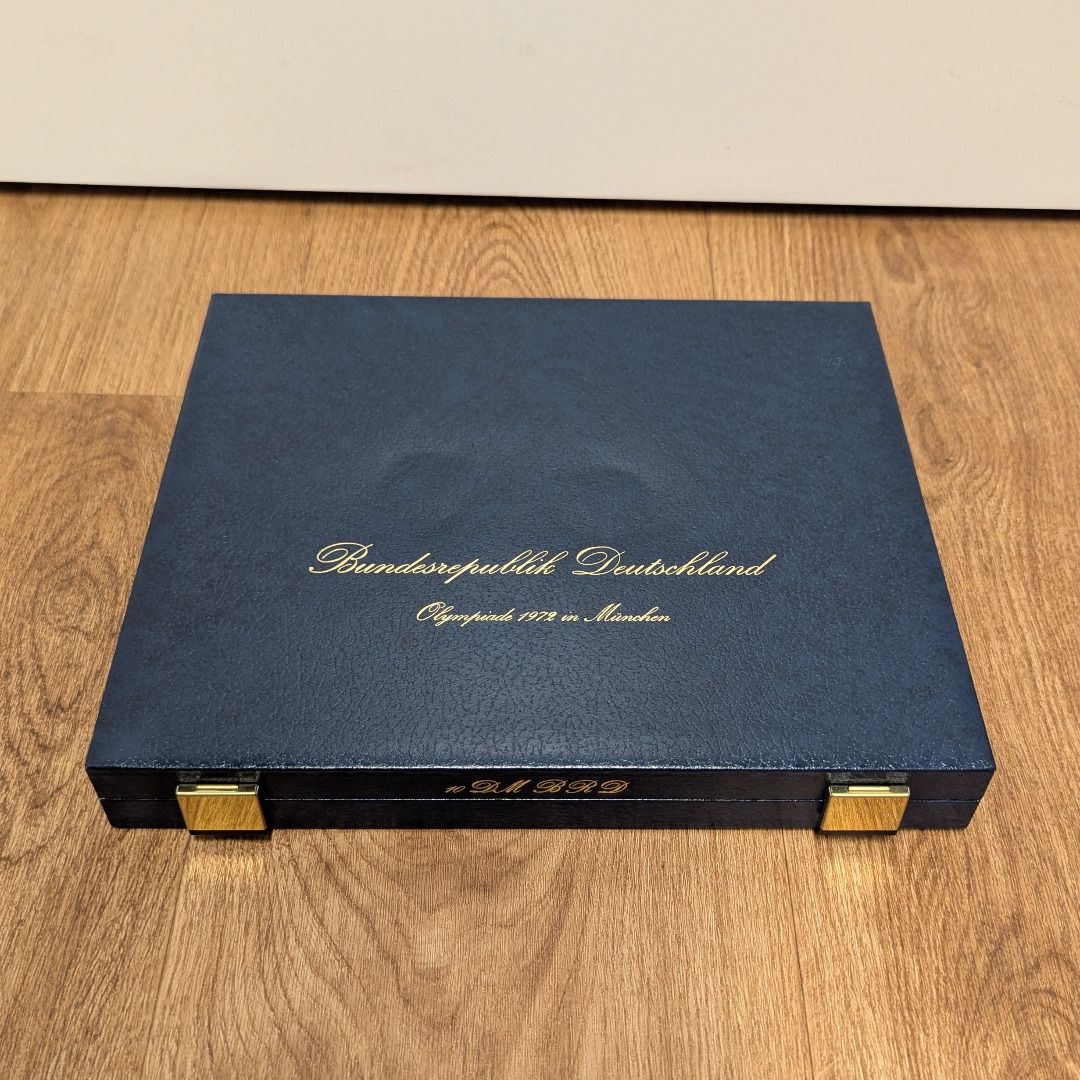 Bundesrepublik Deutschland
Olympiade 1972 in München
10 DM BRD